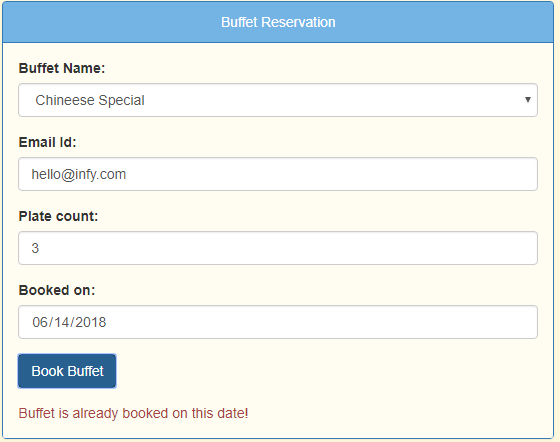 Buffet Reservation
Buffet Name:
Chineese Special
Email Id:
hello@infy.com
Plate count:
3
Booked on:
06/14/2018
Book Buffet
Buffet is already booked on this date!